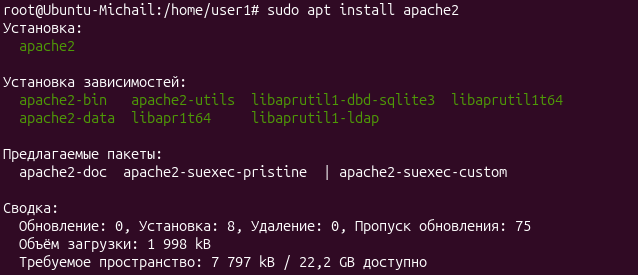 root@Ubuntu-Michail:/home/user1# sudo apt install apache2
Установка:
apache2
Установка зависимостей:
apache2-bin apache2-utils libaprutil1-dbd-sqlite3 libaprutil1t64
apache2-data libapr1t64 libaprutil1-ldap
Предлагаемые пакеты:
apache2-doc apache2-suexec-pristine | apache2-suexec-custom
Сводка:
Обновление: 0, Установка: 8, Удаление: 0, Пропуск обновления: 75
Объём загрузки: 1 998 kB
Требуемое пространство: 7 797 kB / 22,2 GB доступно